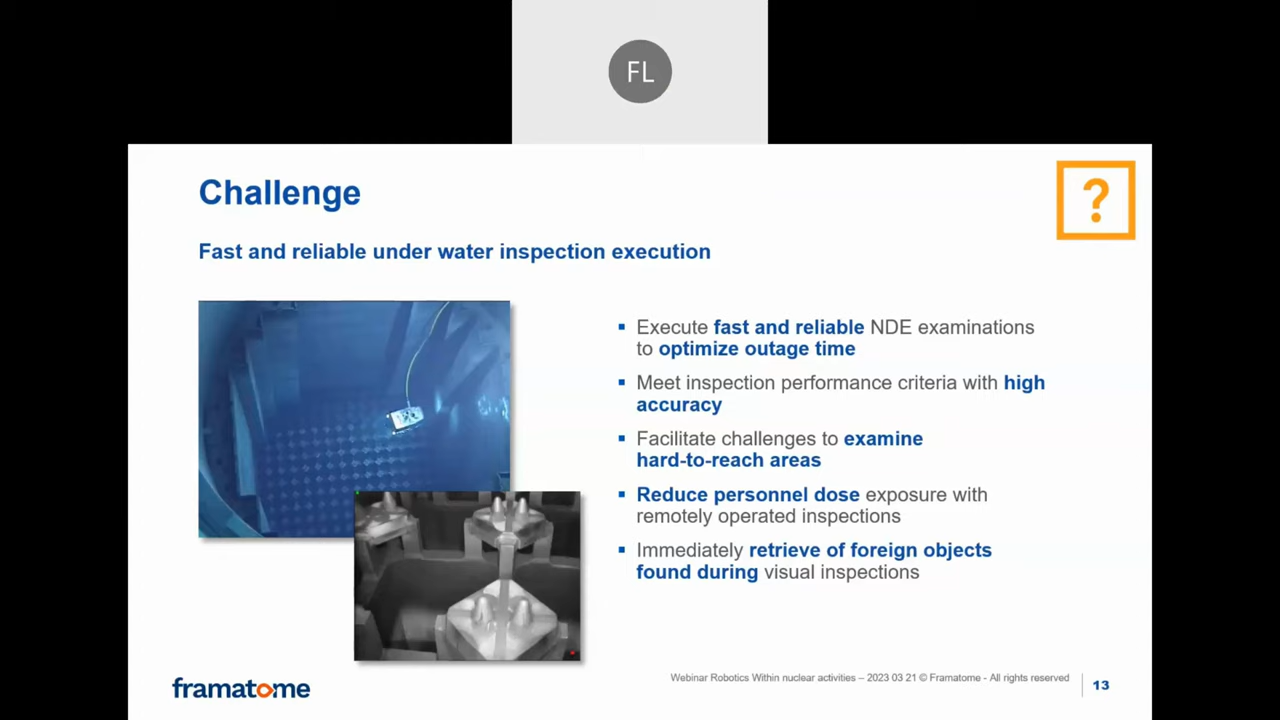 FL
Challenge
?
Fast and reliable under water inspection execution
Execute fast and reliable NDE examinations
to optimize outage time
Meet inspection performance criteria with high
accuracy
Facilitate challenges to examine
hard-to-reach areas
Reduce personnel dose exposure with
remotely operated inspections
Immediately retrieve of foreign objects
found during visual inspections
framatome
Webinar Robotics Within nuclear activities – 2023 03 21 © Framatome - All rights reserved
13